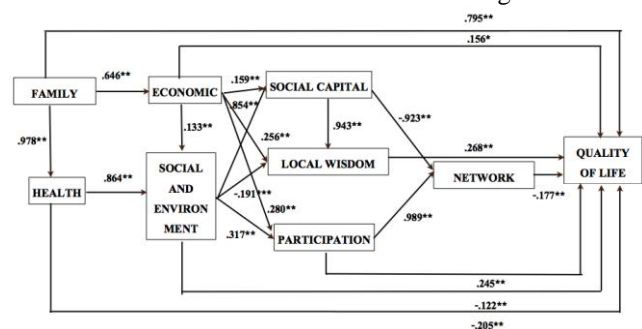 .795**
.156*
.159**
.646**
FAMILY
ECONOMIC
SOCIAL CAPITAL
.854**
-.923**
.978**
.133**
.256**
.943**
.268**
QUALITY
OF LIFE
SOCIAL
AND
ENVIRON
MENT
LOCAL WISDOM
NETWORK
HEALTH
.864**
-.191***
-.177**
.280**
.317**
.989**
PARTICIPATION
.245**
-.122**
-.205**